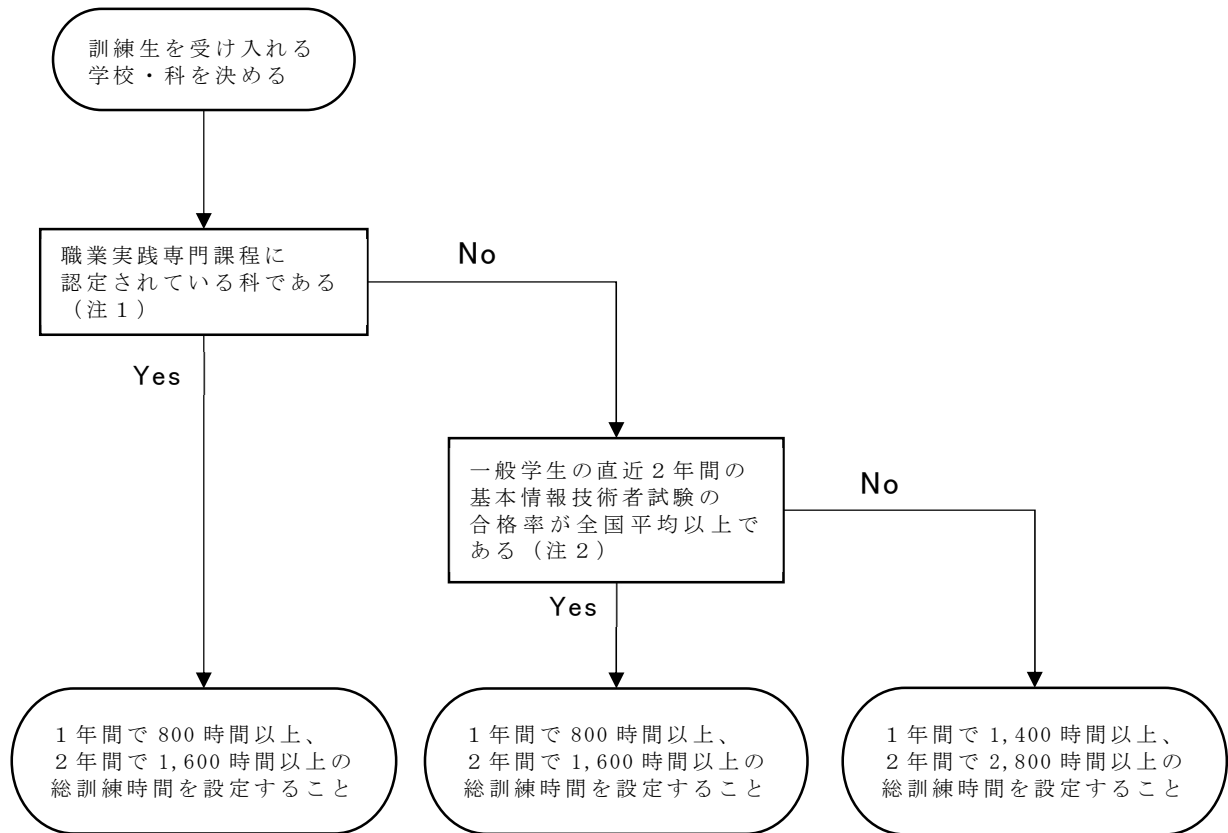 訓練生を受け入れる
学校・科を決める
職業実践専門課程に
認定されている科である
（注１）
No
Yes
一般学生の直近２年間の
基本情報技術者試験の
合格率が全国平均以上で
ある（注２）
No
Yes
１年間で 800 時間以上、
２年間で 1,600 時間以上の
総訓練時間を設定すること
１年間で 800 時間以上、
２年間で 1,600 時間以上の
総訓練時間を設定すること
１年間で 1,400 時間以上、
２年間で 2,800 時間以上の
総訓練時間を設定すること